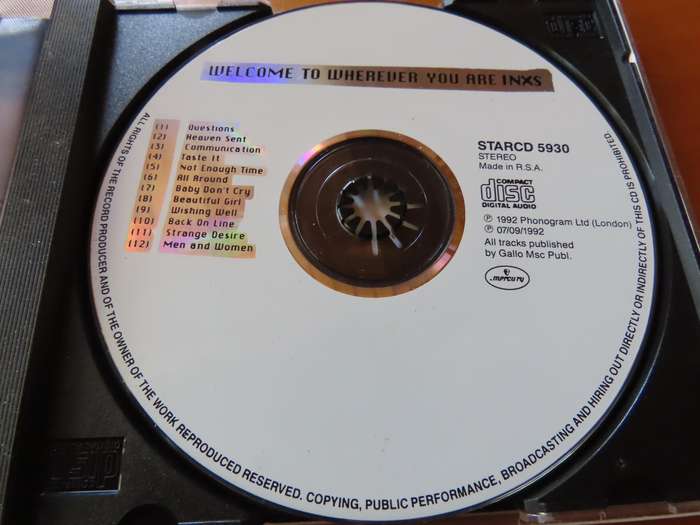 WELCOME TO WHEREVER YOU ARE INXS
(1) Questions
(2) Heaven Sent
(3) Communication
(4) Taste It
(5) Not Enough Time
(6) All Around
(7) Baby Don't Cry
(8) Beautiful Girl
(9) Wishing Well
(10) Back On Line
(11) Strange Desire
(12) Men and Women
STARCD 5930
STEREO
Made in R.S.A.
COMPACT
disc
DIGITAL AUDIO
℗ 1992 Phonogram Ltd (London)
℗ 07/09/1992
All tracks published
by Gallo Msc Publ.
mercury
ALL RIGHTS OF THE RECORD PRODUCER AND OF THE OWNER OF THE WORK REPRODUCED RESERVED. COPYING, PUBLIC PERFORMANCE, BROADCASTING AND HIRING OUT DIRECTLY OR INDIRECTLY OF THIS CD IS PROHIBITED.